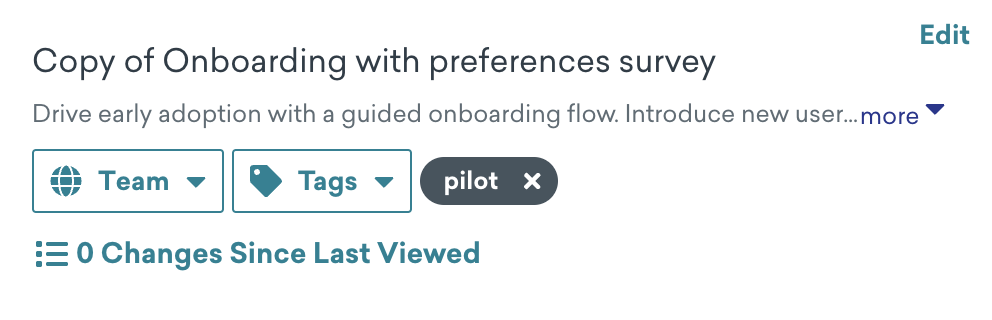 Edit
Copy of Onboarding with preferences survey
Drive early adoption with a guided onboarding flow. Introduce new user...more
Team Tags pilot
0 Changes Since Last Viewed